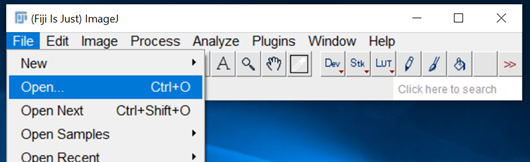 (Fiji Is Just) ImageJ
File Edit Image Process Analyze Plugins Window Help
New
A Dev Stk LUT >>
Open... Ctrl+O
Click here to search
Open Next Ctrl+Shift+O
Open Samples
Open Recent